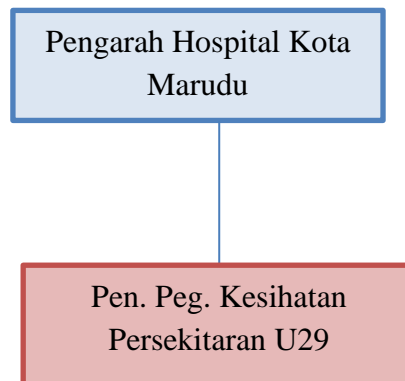 Pengarah Hospital Kota
Marudu
Pen. Peg. Kesihatan
Persekitaran U29